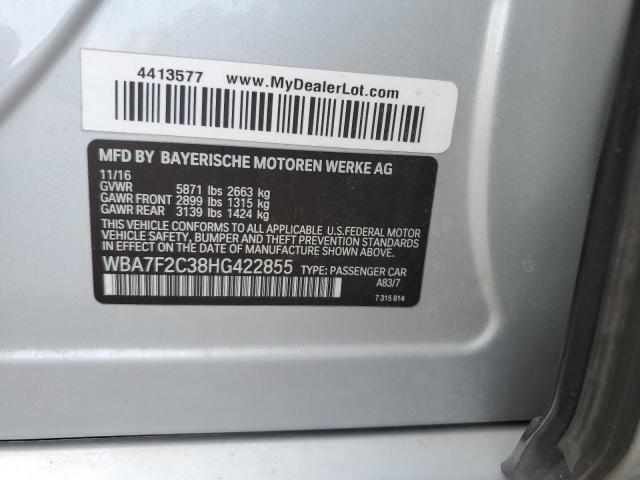 4413577 www.MyDealerLot.com
MFD BY BAYERISCHE MOTOREN WERKE AG
11/16
GVWR 5871 lbs 2663 kg
GAWR FRONT 2899 lbs 1315 kg
GAWR REAR 3139 lbs 1424 kg
THIS VEHICLE CONFORMS TO ALL APPLICABLE U.S.FEDERAL MOTOR
VEHICLE SAFETY, BUMPER AND THEFT PREVENTION STANDARDS IN
EFFECT ON THE DATE OF MANUFACTURE SHOWN ABOVE.
WBA7F2C38HG422855 TYPE: PASSENGER CAR
A83/7
7 315 814